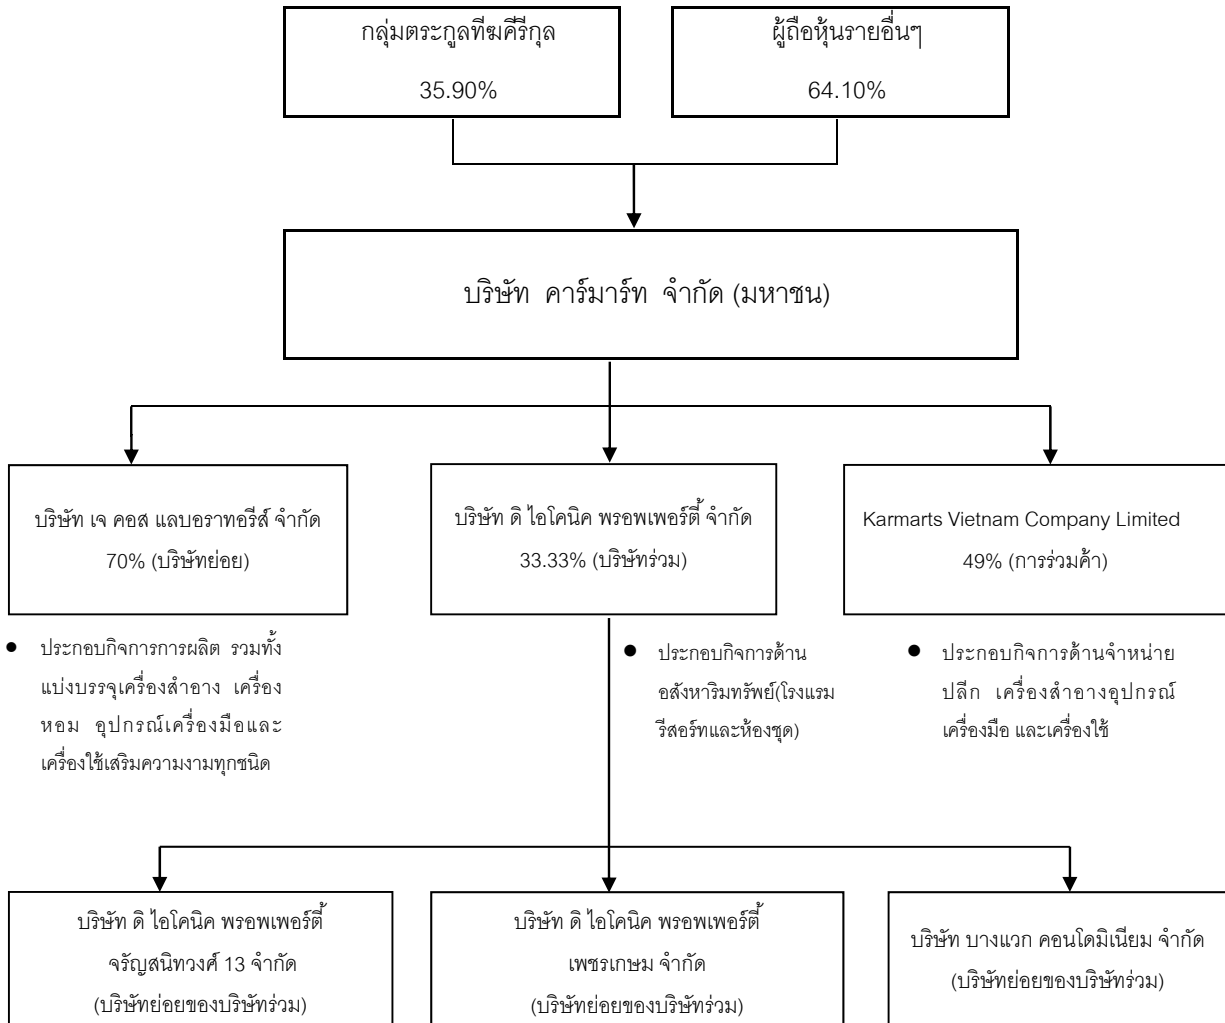 กลุ่มตระกูลทีฆคีรีกุล
35.90%
ผู้ถือหุ้นรายอื่นๆ
64.10%
บริษัท คาร์มาร์ท จำกัด (มหาชน)
บริษัท เจ คอส แลบอราทอรีส์ จำกัด
70% (บริษัทย่อย)
บริษัท ดิ ไอโคนิค พรอพเพอร์ตี้ จำกัด
33.33% (บริษัทร่วม)
Karmarts Vietnam Company Limited
49% (การร่วมค้า)
● ประกอบกิจการการผลิต รวมทั้ง
แบ่งบรรจุเครื่องสำอาง เครื่อง
หอม อุปกรณ์เครื่องมือและ
เครื่องใช้เสริมความงามทุกชนิด
● ประกอบกิจการด้าน
อสังหาริมทรัพย์(โรงแรม
รีสอร์ทและห้องชุด)
● ประกอบกิจการด้านจำหน่าย
ปลีก เครื่องสำอางอุปกรณ์
เครื่องมือ และเครื่องใช้
บริษัท ดิ ไอโคนิค พรอพเพอร์ตี้
จรัญสนิทวงศ์ 13 จำกัด
(บริษัทย่อยของบริษัทร่วม)
บริษัท ดิ ไอโคนิค พรอพเพอร์ตี้
เพชรเกษม จำกัด
(บริษัทย่อยของบริษัทร่วม)
บริษัท บางแวก คอนโดมิเนียม จำกัด
(บริษัทย่อยของบริษัทร่วม)